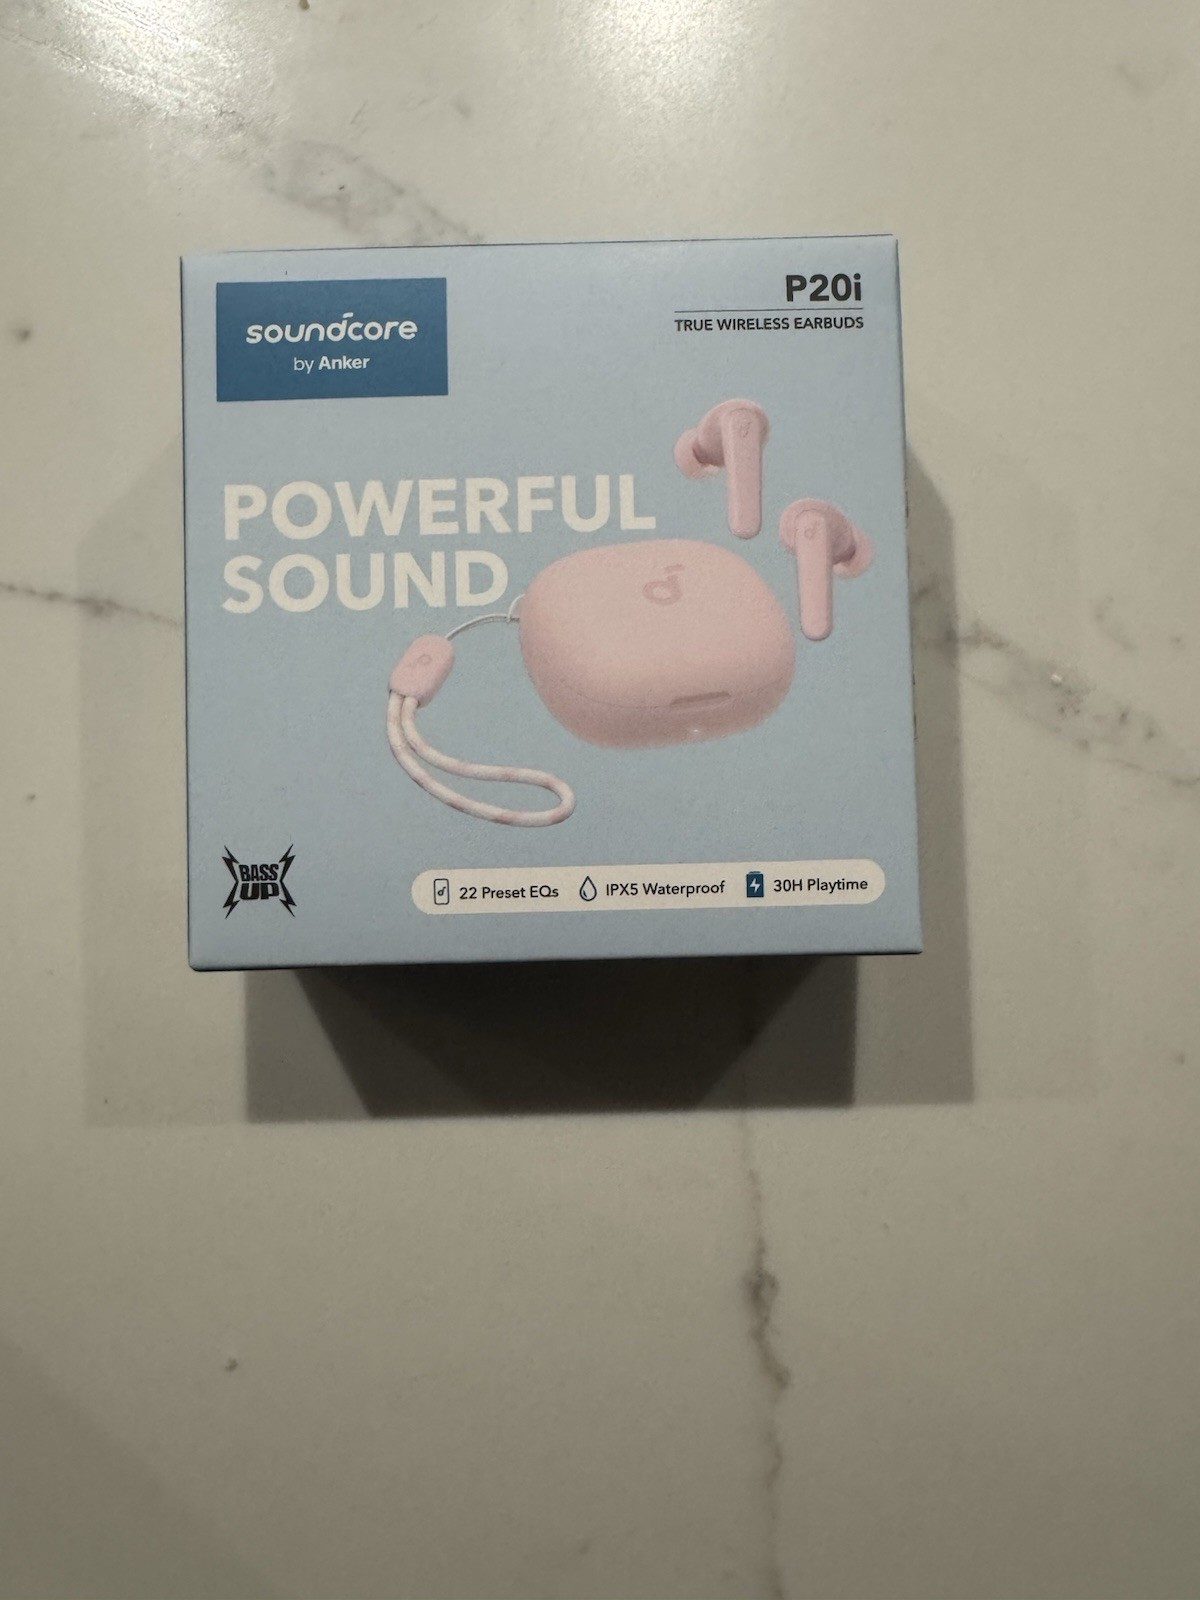 soundcore
by Anker
P20i
TRUE WIRELESS EARBUDS
POWERFUL
SOUND
BASS
UP
22 Preset EQs IPX5 Waterproof 30H Playtime